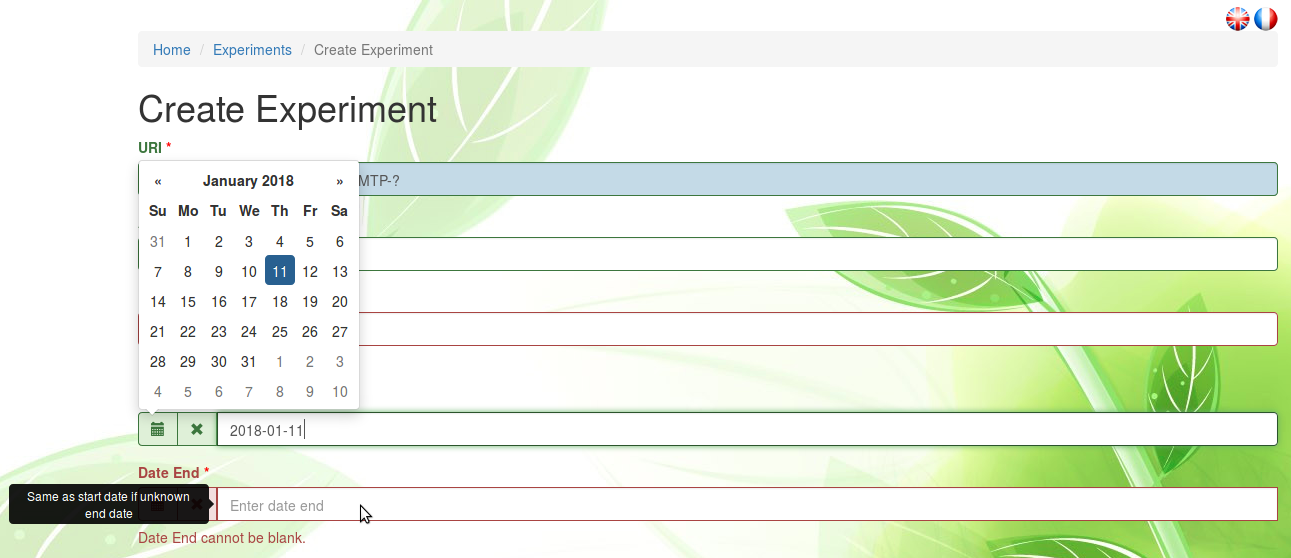 Home / Experiments / Create Experiment
Create Experiment
URI *
MTP-?
« January 2018 »
Su Mo Tu We Th Fr Sa
31 1 2 3 4 5 6
7 8 9 10 11 12 13
14 15 16 17 18 19 20
21 22 23 24 25 26 27
28 29 30 31 1 2 3
4 5 6 7 8 9 10
2018-01-11
Date End *
Same as start date if unknown
end date
Enter date end
Date End cannot be blank.